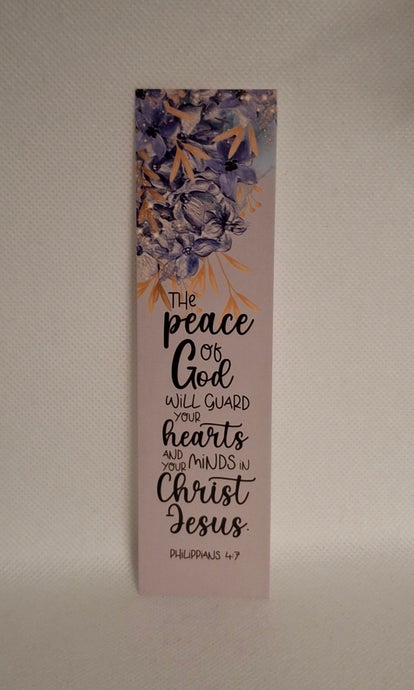 THE
peace
of
God
WILL GUARD
YOUR
hearts
AND
YOUR MINDS IN
Christ
Jesus.
PHILIPPIANS 4:7